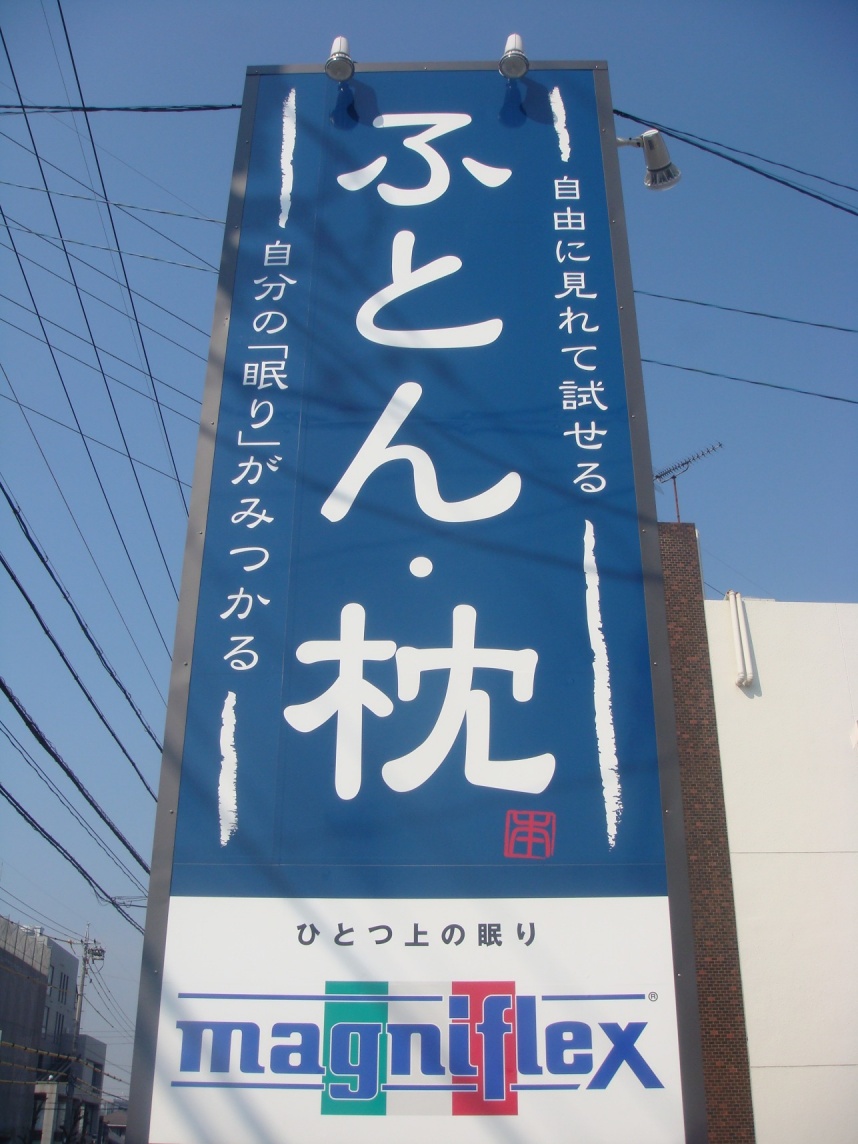 自由に見れて試せる
ふとん・枕
自分の「眠り」がみつかる
本
ひとつ上の眠り
magniflex®